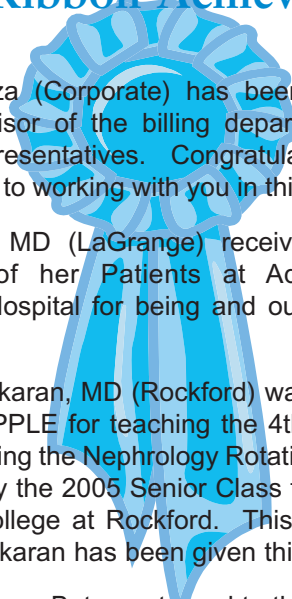 Ribbon Achiev
za (Corporate) has been
isor of the billing depar
resentatives. Congratula
to working with you in thi
MD (LaGrange) receiv
of her Patients at Ac
Hospital for being and ou
karan, MD (Rockford) wa
PPLE for teaching the 4th
ing the Nephrology Rotati
y the 2005 Senior Class
ollege at Rockford. This
karan has been given thi